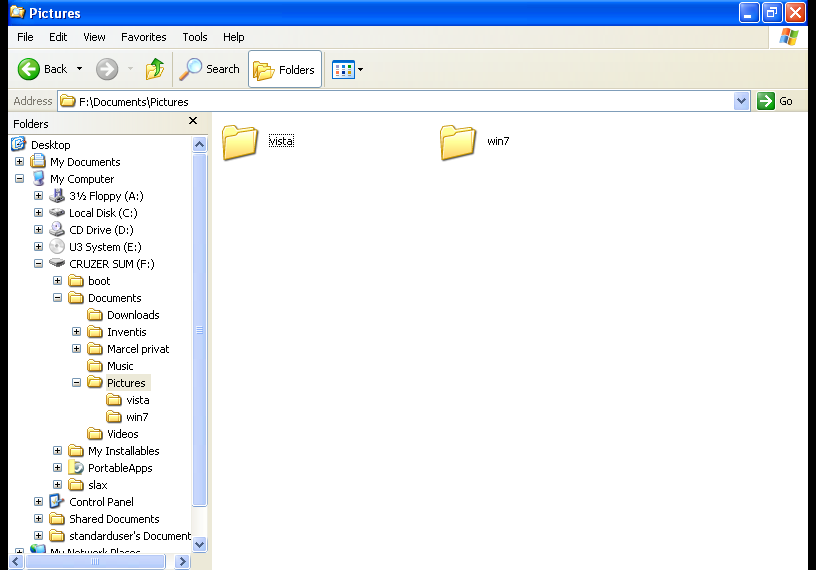 Pictures
File Edit View Favorites Tools Help
Back Search Folders
Address F:\Documents\Pictures Go
Folders
Desktop
My Documents
My Computer
3½ Floppy (A:)
Local Disk (C:)
CD Drive (D:)
U3 System (E:)
CRUZER SUM (F:)
boot
Documents
Downloads
Inventis
Marcel privat
Music
Pictures
vista
win7
Videos
My Installables
PortableApps
slax
Control Panel
Shared Documents
standarduser's Document
My Network Places
vista win7